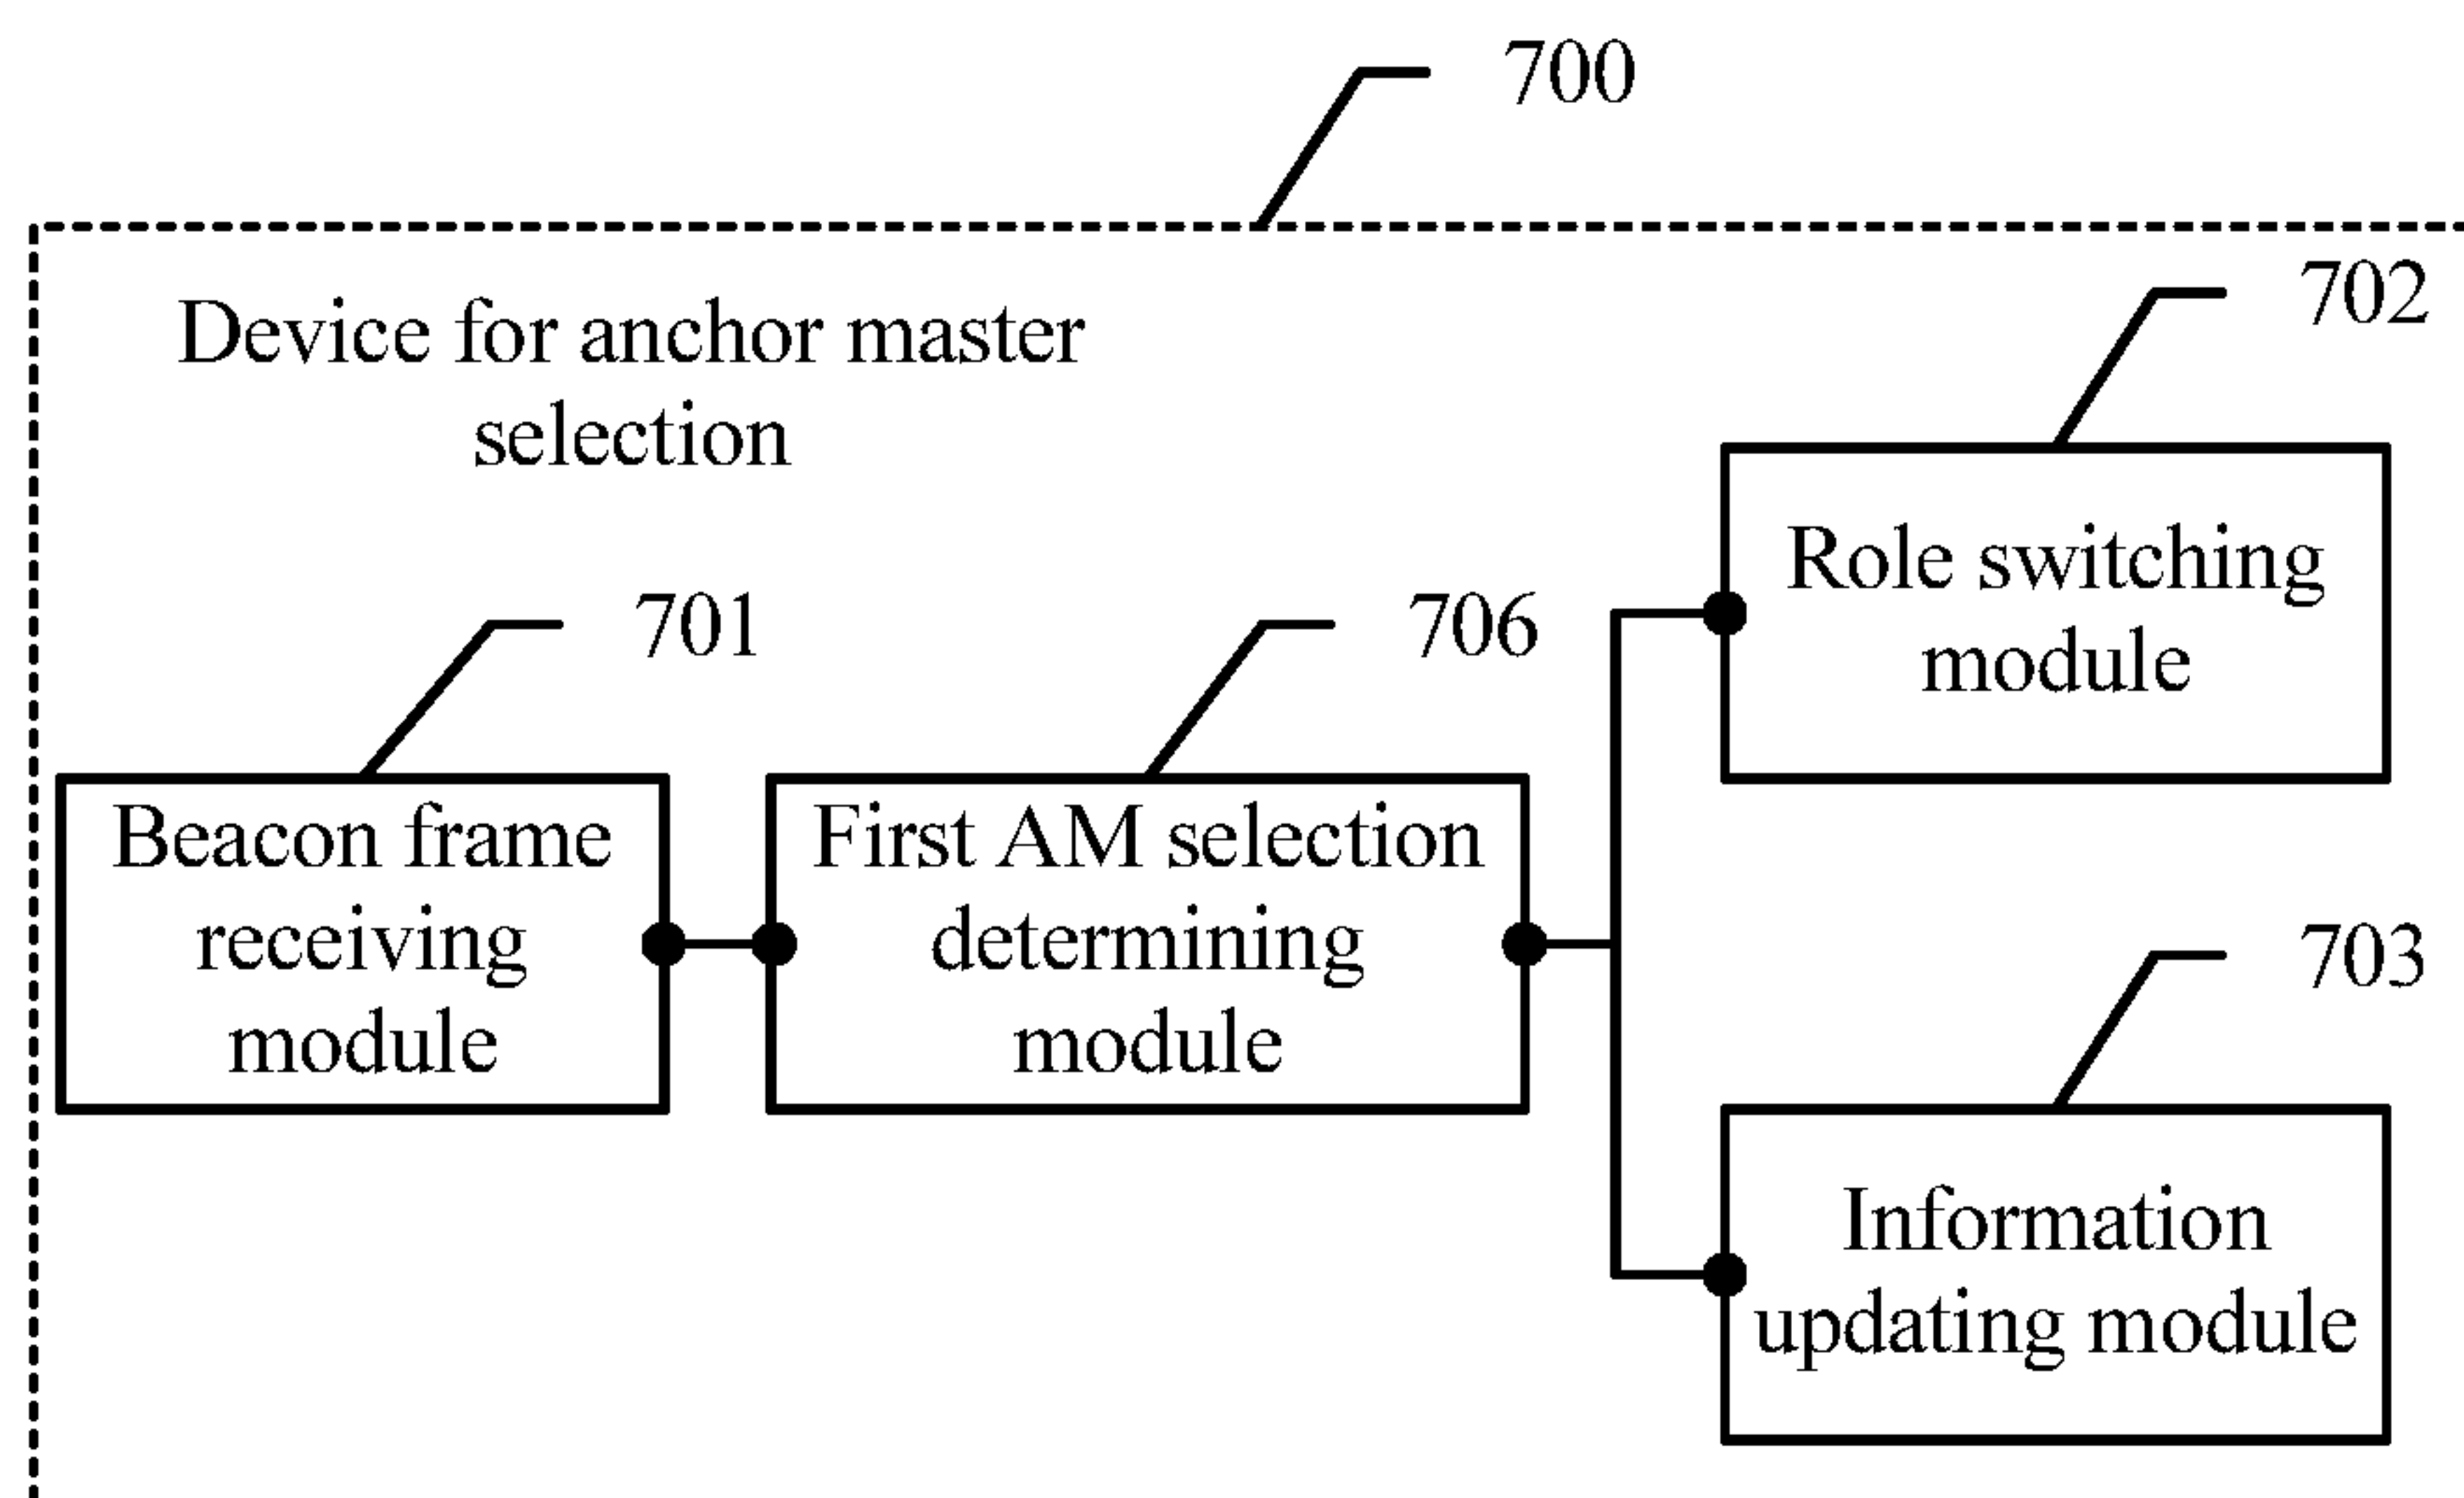 700
Device for anchor master
selection
702
Role switching
module
701
Beacon frame
receiving
module
706
First AM selection
determining
module
703
Information
updating module